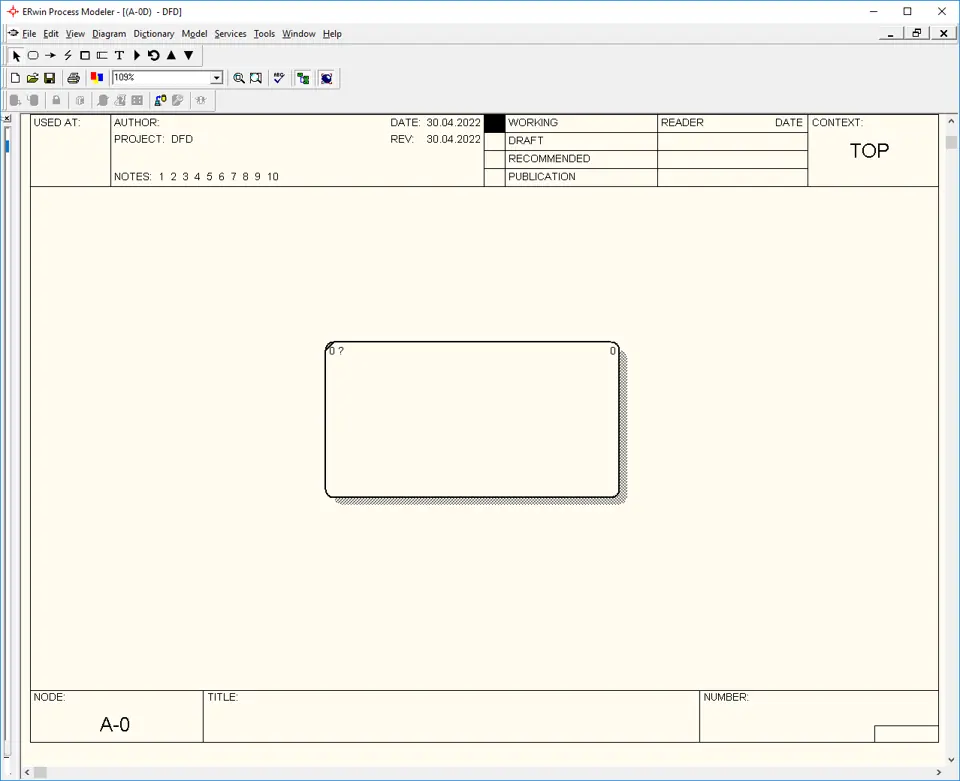 ERwin Process Modeler - [(A-0D) - DFD]
File Edit View Diagram Dictionary Model Services Tools Window Help
T
109%
USED AT: AUTHOR: DATE: 30.04.2022 WORKING READER DATE CONTEXT:
PROJECT: DFD REV: 30.04.2022 DRAFT TOP
RECOMMENDED
NOTES: 1 2 3 4 5 6 7 8 9 10 PUBLICATION
0 ? 0
NODE: TITLE: NUMBER:
A-0